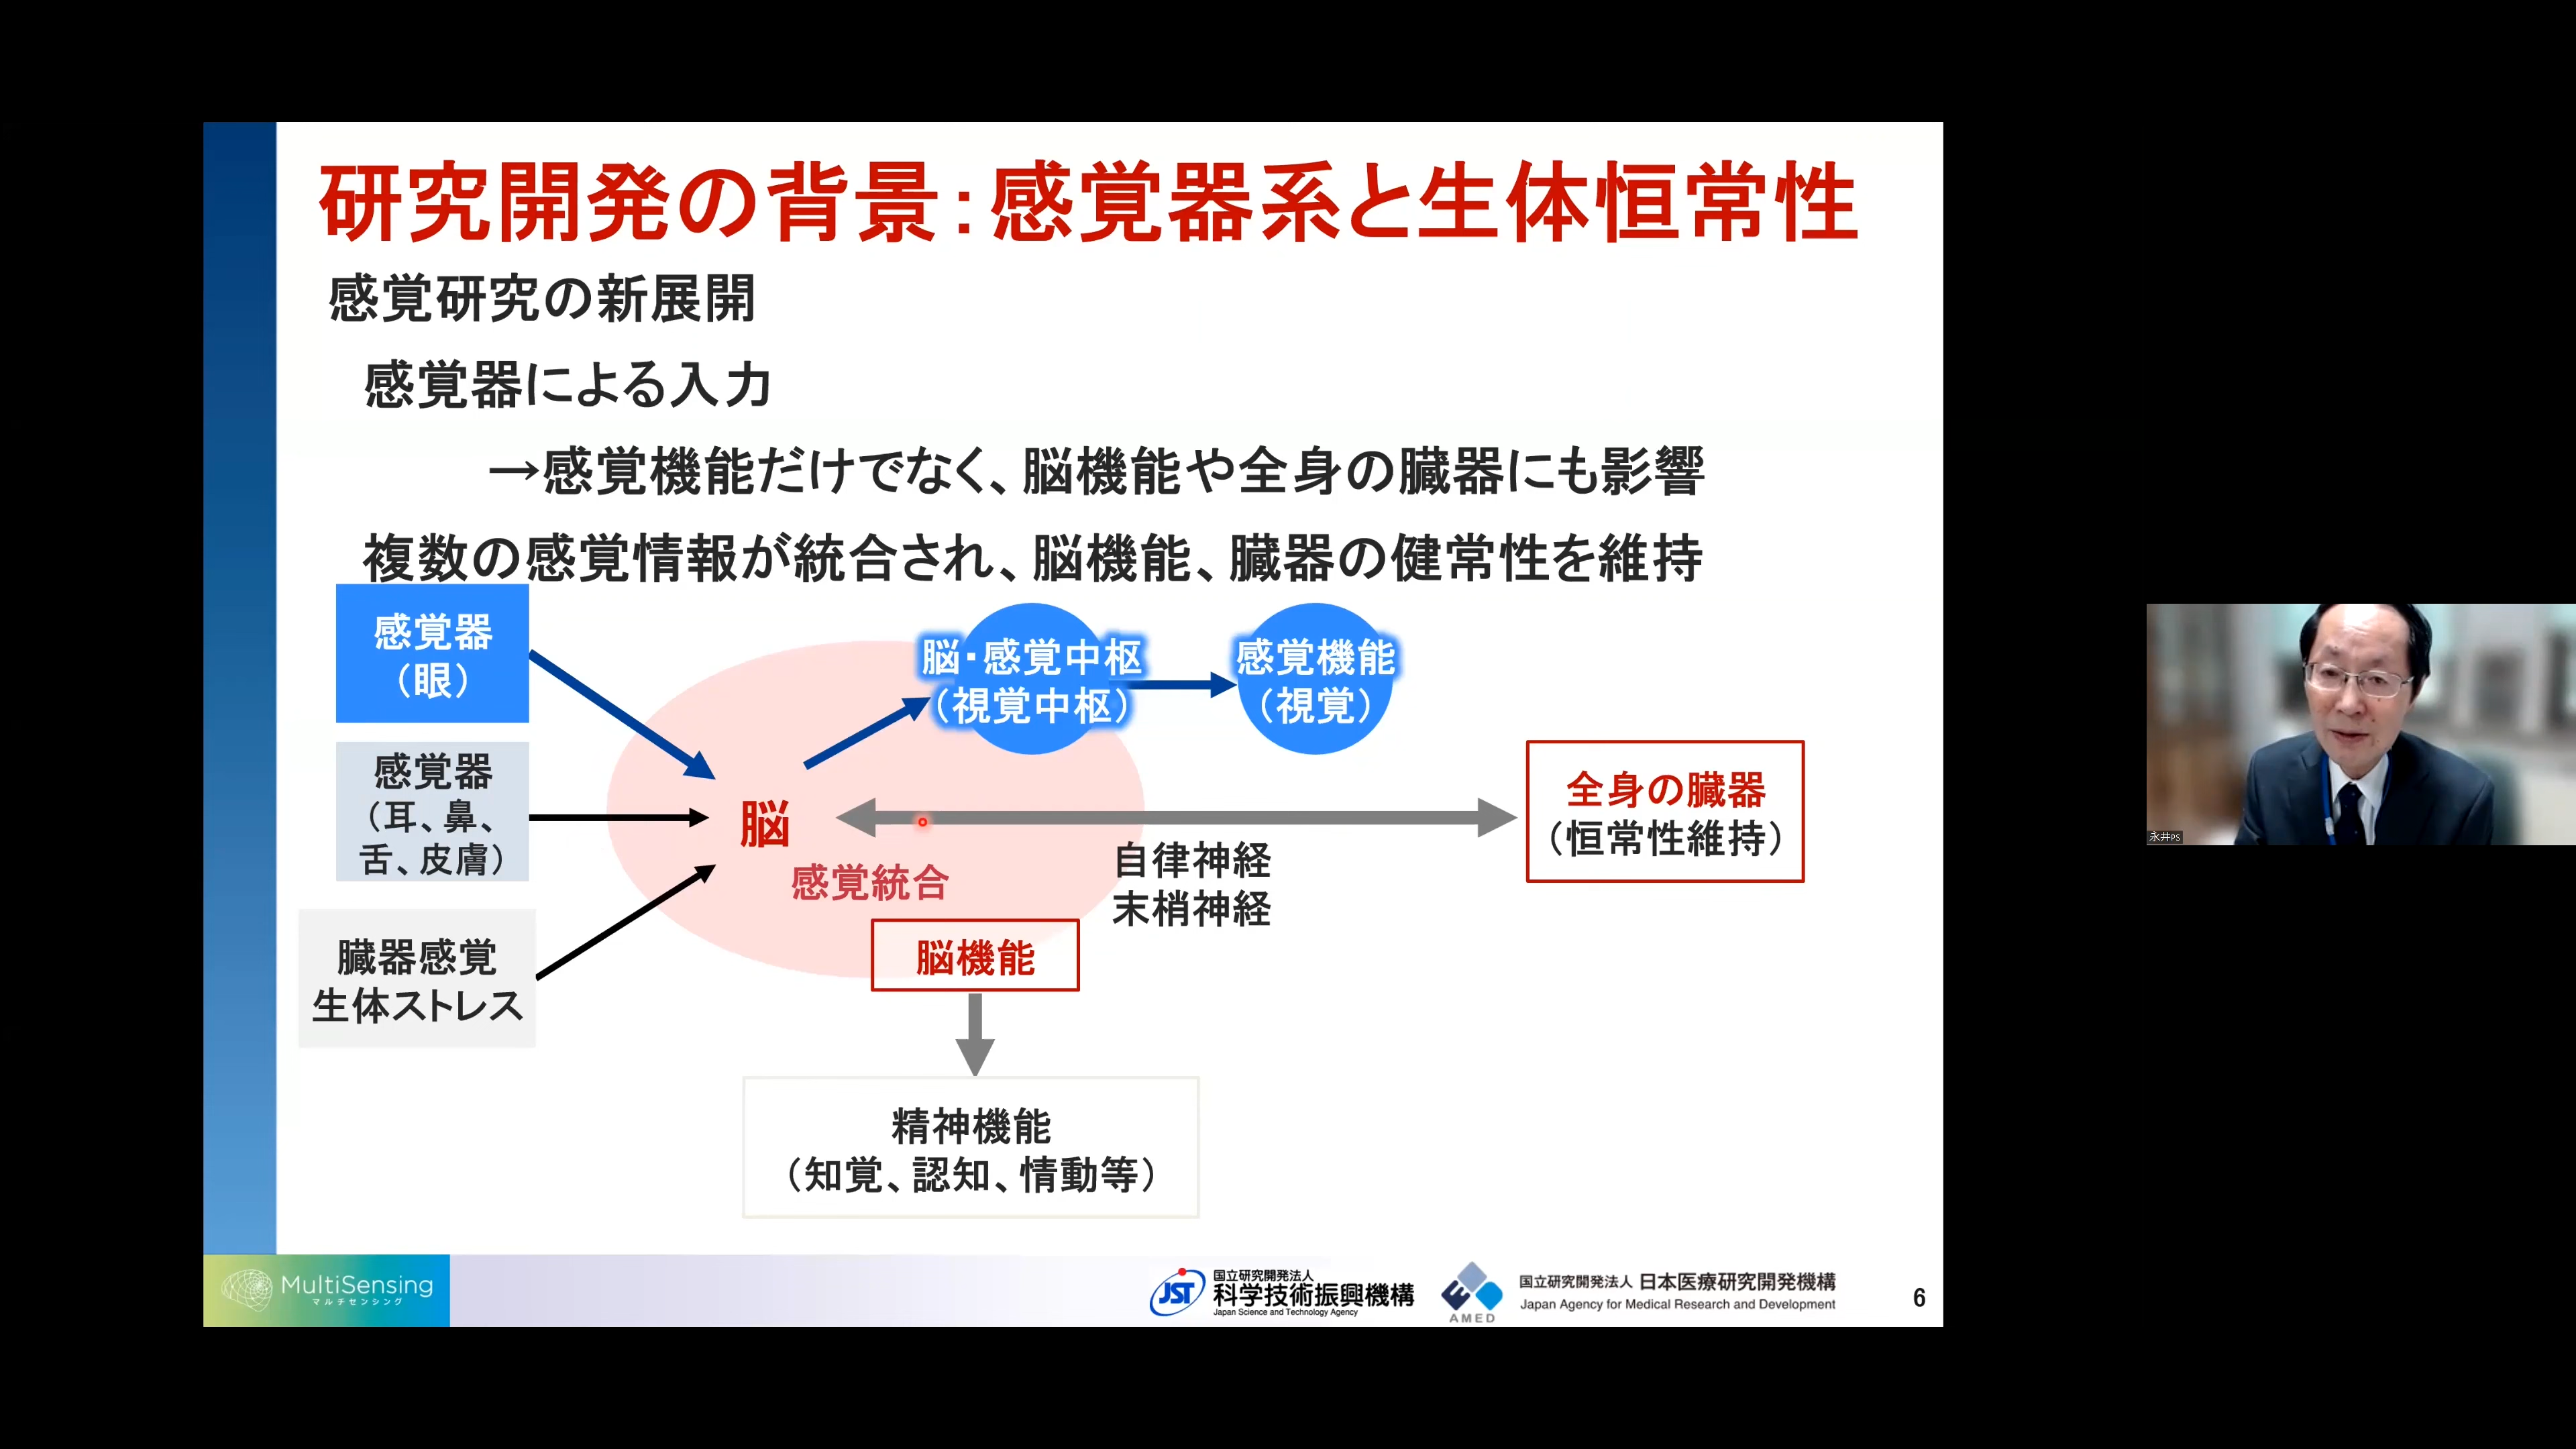 研究開発の背景：感覚器系と生体恒常性
感覚研究の新展開
感覚器による入力
→感覚機能だけでなく、脳機能や全身の臓器にも影響
複数の感覚情報が統合され、脳機能、臓器の健常性を維持
感覚器
（眼）
脳・感覚中枢
（視覚中枢）
感覚機能
（視覚）
感覚器
（耳、鼻、
舌、皮膚）
脳
全身の臓器
（恒常性維持）
感覚統合
自律神経
末梢神経
臓器感覚
生体ストレス
脳機能
精神機能
（知覚、認知、情動等）
永井PS
MultiSensing
マルチセンシング
JST
国立研究開発法人
科学技術振興機構
Japan Science and Technology Agency
AMED
国立研究開発法人 日本医療研究開発機構
Japan Agency for Medical Research and Development
6